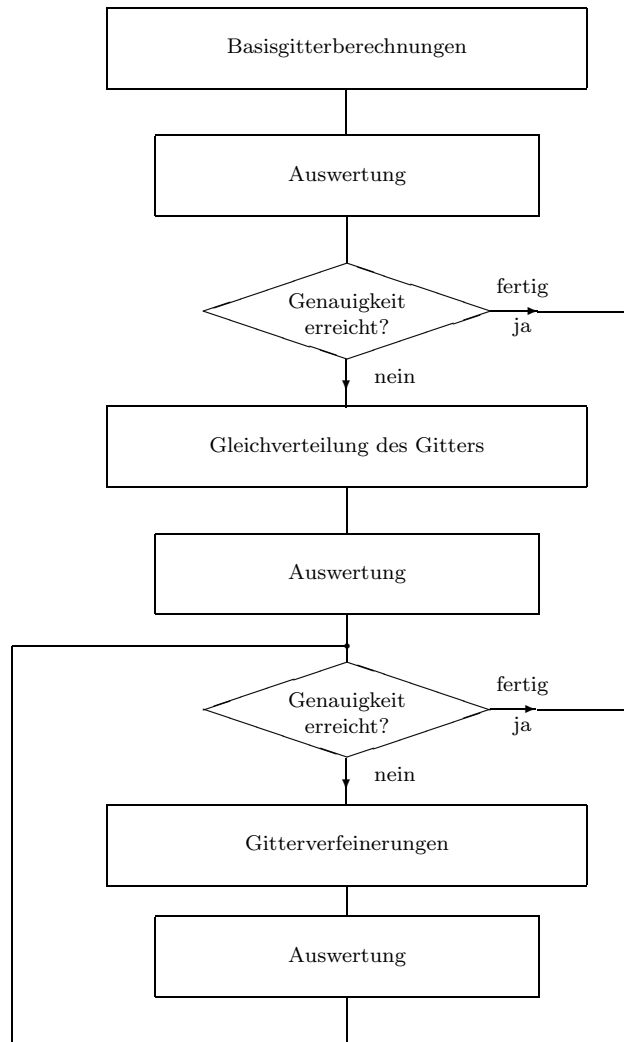 Basisgitterberechnungen
Auswertung
Genauigkeit
erreicht?
fertig
ja
nein
Gleichverteilung des Gitters
Auswertung
Genauigkeit
erreicht?
fertig
ja
nein
Gitterverfeinerungen
Auswertung